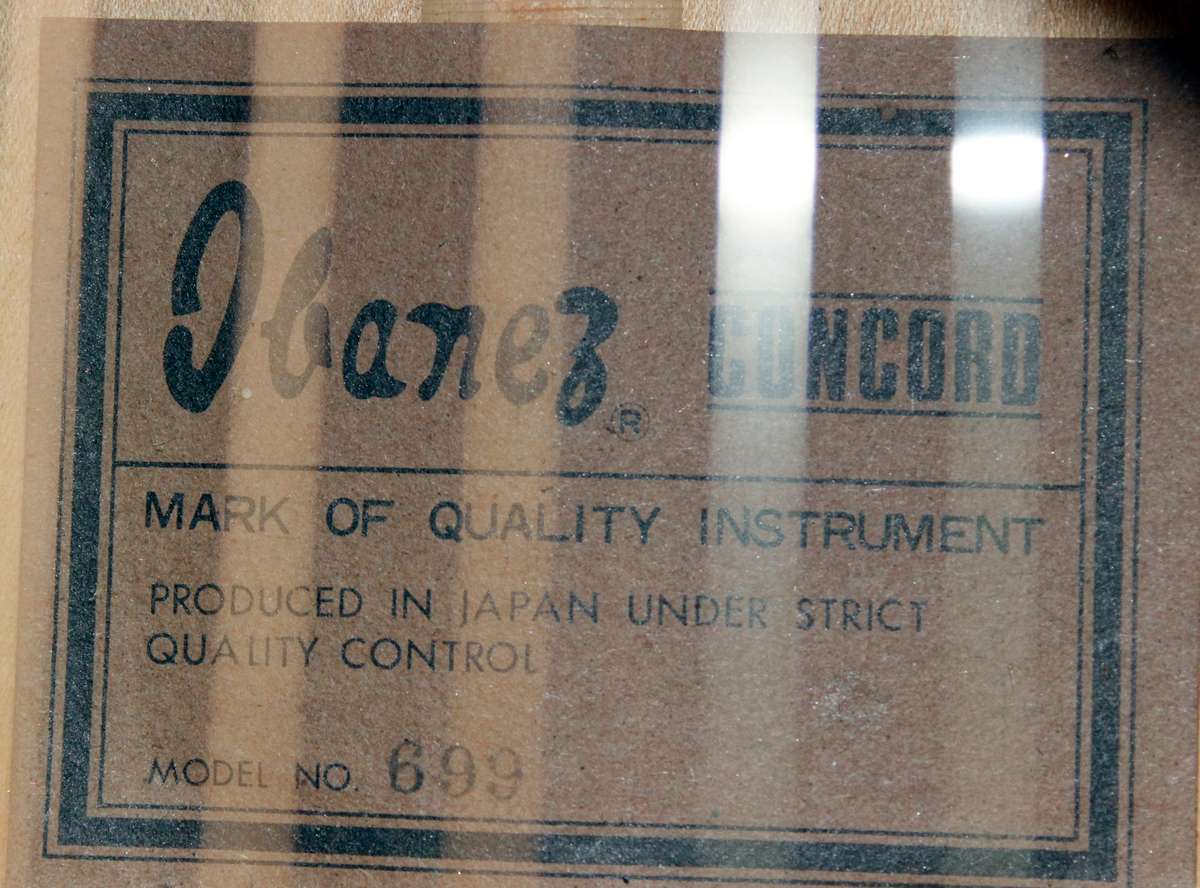 Ibanez® CONCORD
MARK OF QUALITY INSTRUMENT
PRODUCED IN JAPAN UNDER STRICT
QUALITY CONTROL
MODEL NO. 699